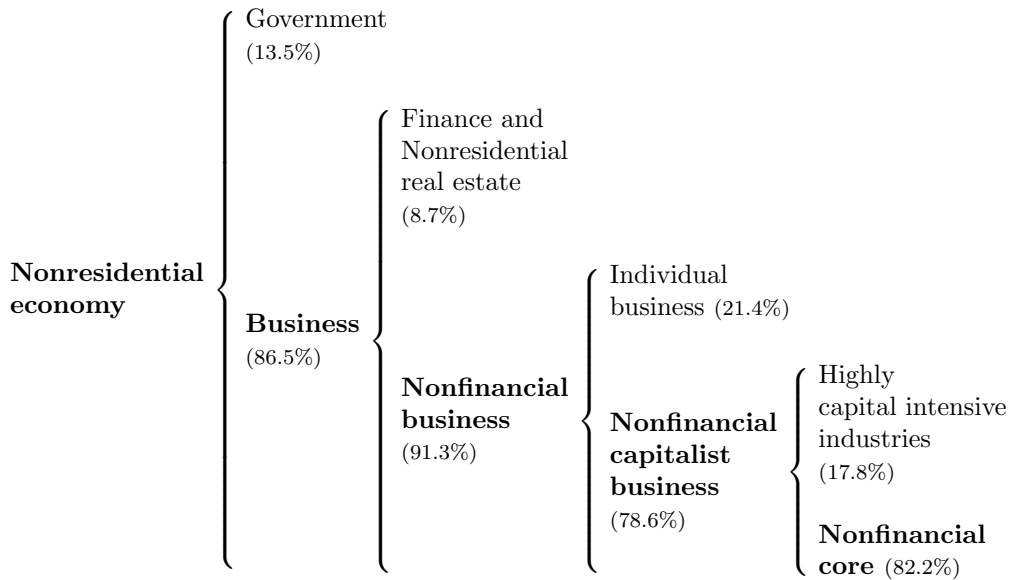 Government
(13.5%)
Finance and
Nonresidential
real estate
(8.7%)
Nonresidential
economy
Individual
business (21.4%)
Business
(86.5%)
Highly
capital intensive
industries
(17.8%)
Nonfinancial
business
(91.3%)
Nonfinancial
capitalist
business
(78.6%)
Nonfinancial
core (82.2%)